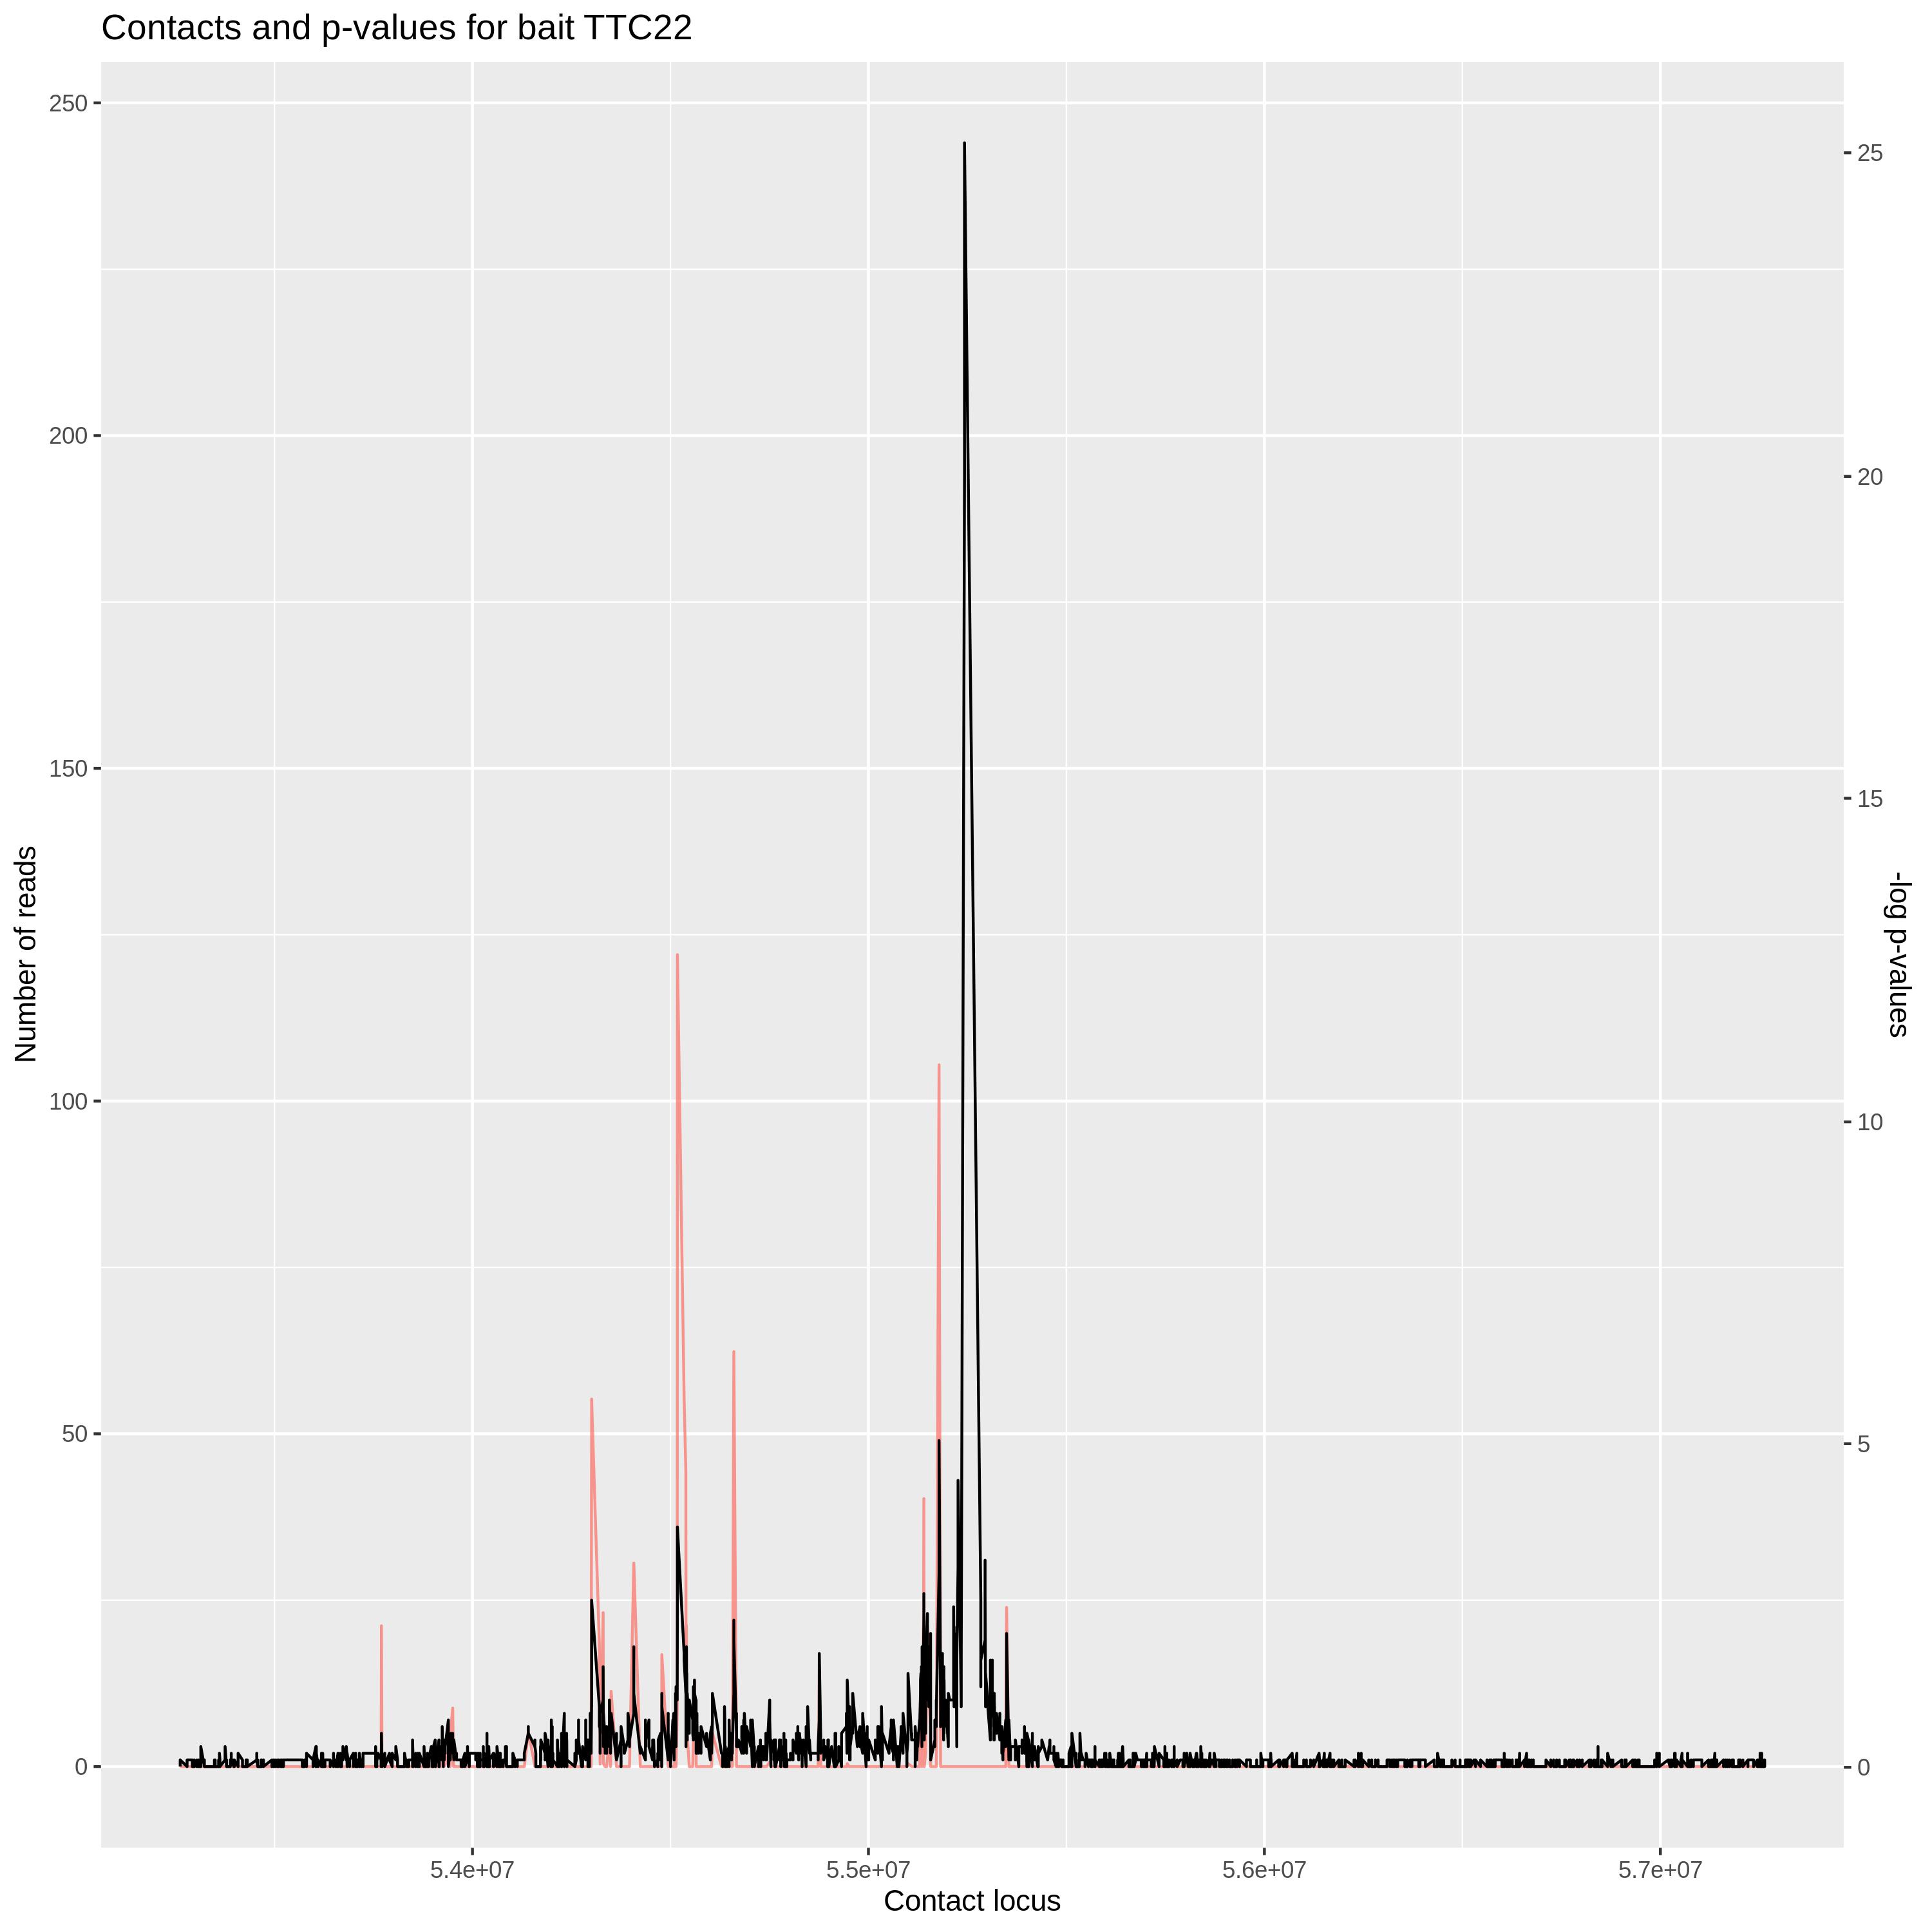 Contacts and p-values for bait TTC22
250
200
150
100
50
0
Number of reads
25
20
15
10
5
0
-log p-values
5.4e+07 5.5e+07 5.6e+07 5.7e+07
Contact locus